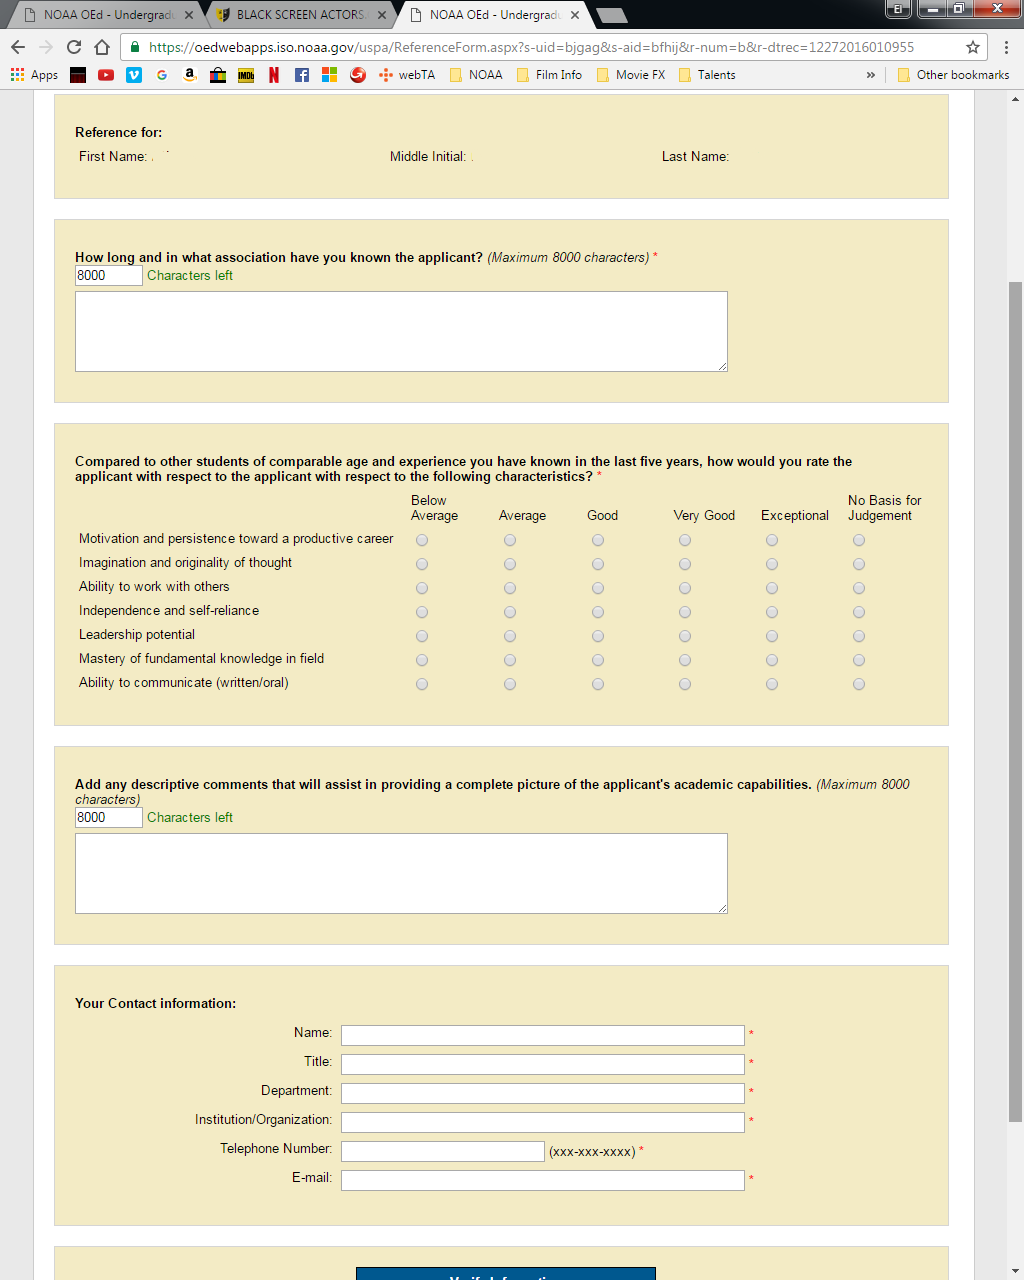 NOAA OEd - Undergradu
BLACK SCREEN ACTORS.
NOAA OEd - Undergradu
https://oedwebapps.iso.noaa.gov/uspa/ReferenceForm.aspx?s-uid=bjgag&s-aid=bfhij&r-num=b&r-dtrec=12272016010955
Apps IMDb webTA NOAA Film Info Movie FX Talents » Other bookmarks
Reference for:
First Name: Middle Initial: Last Name:
How long and in what association have you known the applicant? (Maximum 8000 characters) *
8000 Characters left
Compared to other students of comparable age and experience you have known in the last five years, how would you rate the
applicant with respect to the applicant with respect to the following characteristics? *
Below No Basis for
Average Average Good Very Good Exceptional Judgement
Motivation and persistence toward a productive career
Imagination and originality of thought
Ability to work with others
Independence and self-reliance
Leadership potential
Mastery of fundamental knowledge in field
Ability to communicate (written/oral)
Add any descriptive comments that will assist in providing a complete picture of the applicant's academic capabilities. (Maximum 8000
characters)
8000 Characters left
Your Contact information:
Name: *
Title: *
Department: *
Institution/Organization: *
Telephone Number: (xxx-xxx-xxxx) *
E-mail: *